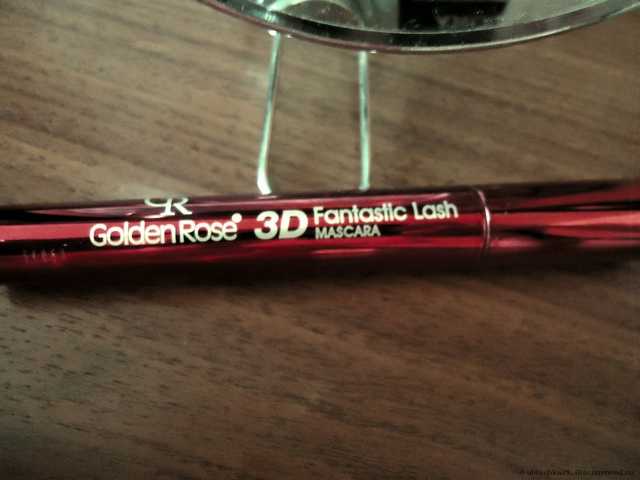 GR
Golden Rose® 3D Fantastic Lash
MASCARA